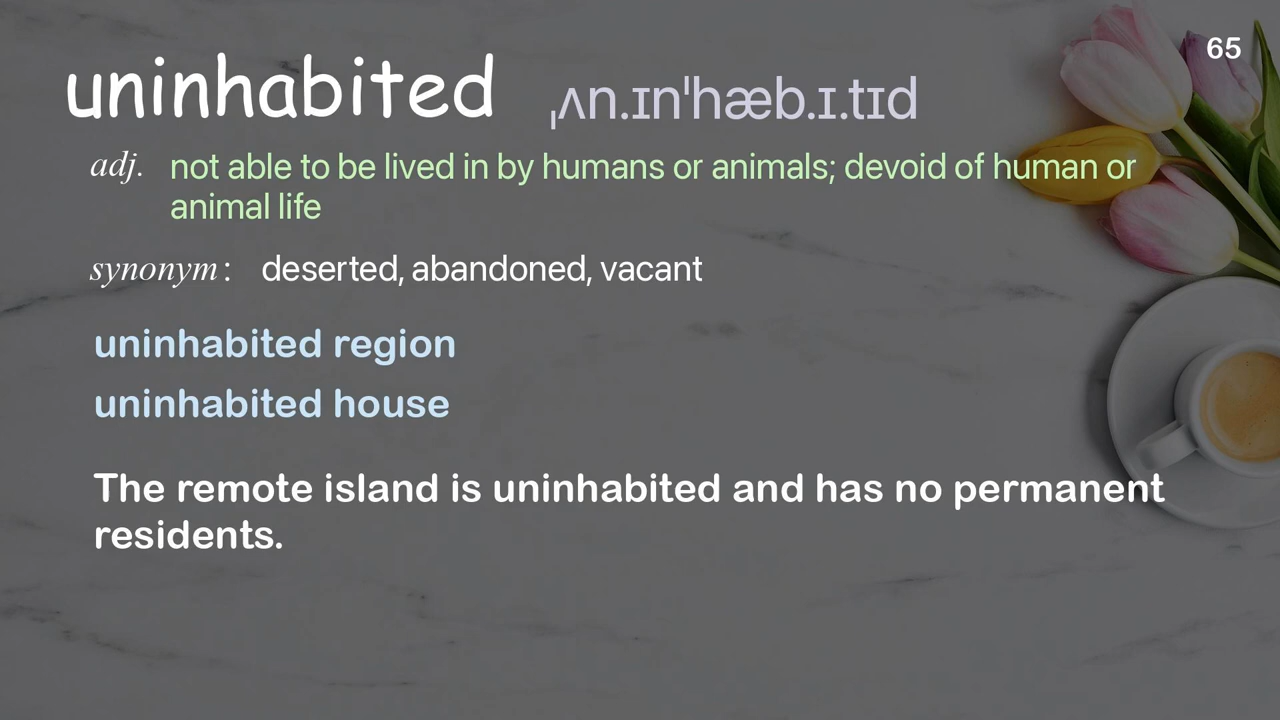 65
uninhabited ˌʌn.ɪnˈhæb.ɪ.tɪd
adj. not able to be lived in by humans or animals; devoid of human or
animal life
synonym: deserted, abandoned, vacant
uninhabited region
uninhabited house
The remote island is uninhabited and has no permanent
residents.